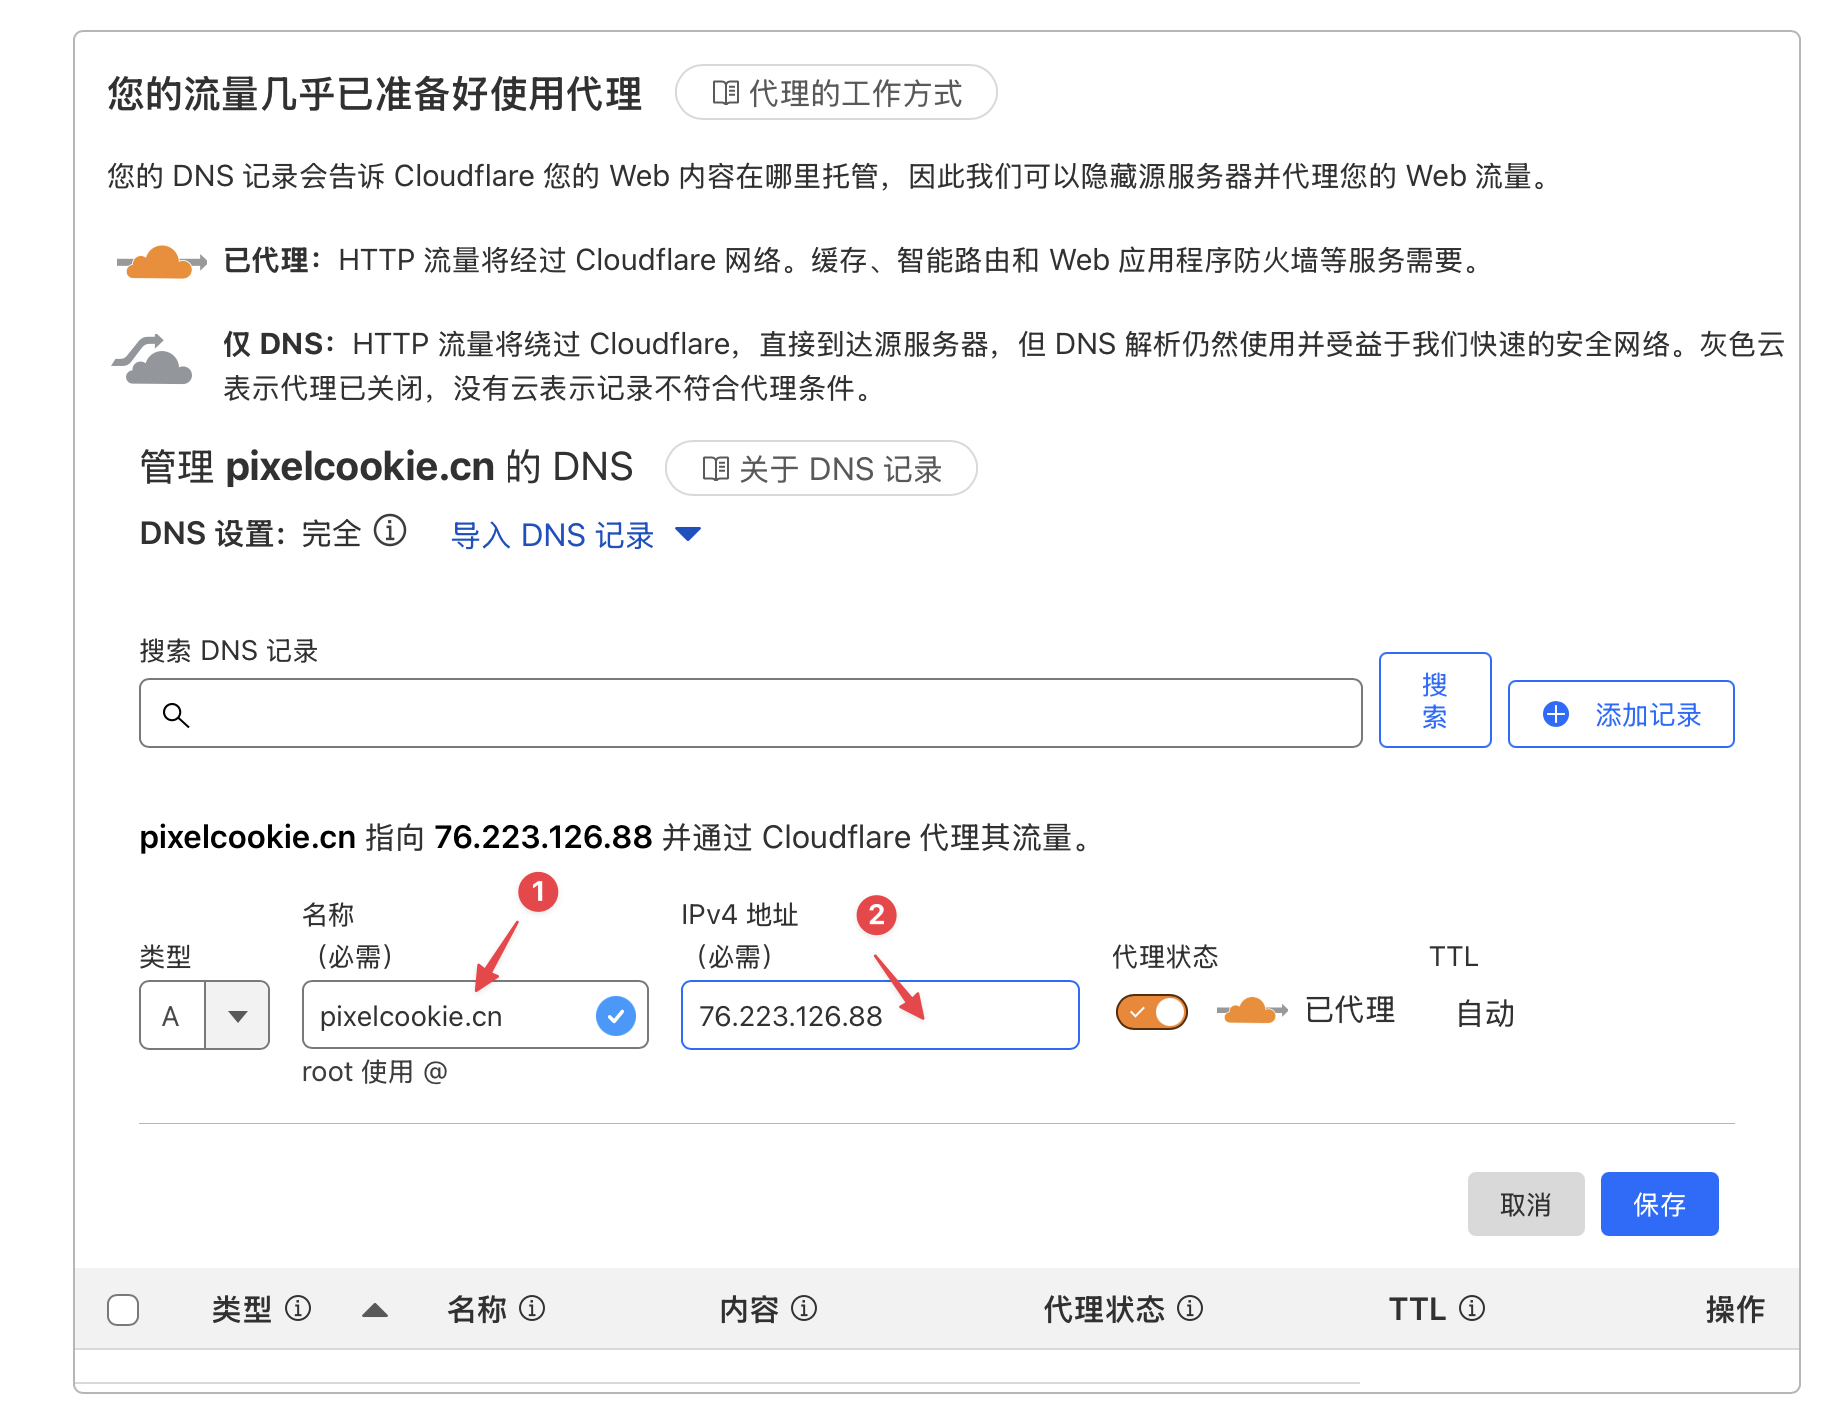 您的流量几乎已准备好使用代理 代理的工作方式
您的 DNS 记录会告诉 Cloudflare 您的 Web 内容在哪里托管，因此我们可以隐藏源服务器并代理您的 Web 流量。
已代理：HTTP 流量将经过 Cloudflare 网络。缓存、智能路由和 Web 应用程序防火墙等服务需要。
仅 DNS：HTTP 流量将绕过 Cloudflare，直接到达源服务器，但 DNS 解析仍然使用并受益于我们快速的安全网络。灰色云
表示代理已关闭，没有云表示记录不符合代理条件。
管理 pixelcookie.cn 的 DNS 关于 DNS 记录
DNS 设置：完全 导入 DNS 记录
搜索 DNS 记录
搜
索
添加记录
pixelcookie.cn 指向 76.223.126.88 并通过 Cloudflare 代理其流量。
1
2
类型
名称
（必需）
IPv4 地址
（必需）
代理状态
TTL
A
pixelcookie.cn
76.223.126.88
已代理
自动
root 使用 @
取消
保存
类型 名称 内容 代理状态 TTL 操作